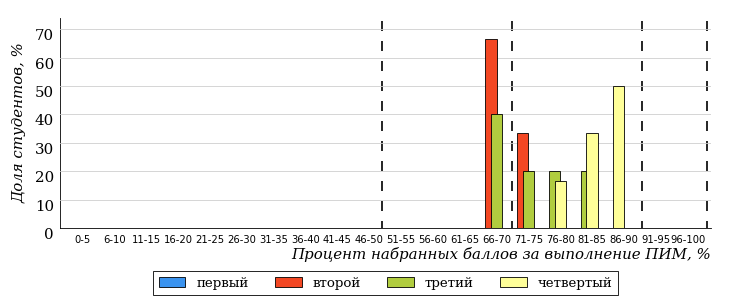 Доля студентов, %
70
60
50
40
30
20
10
0
0-5 6-10 11-15 16-20 21-25 26-30 31-35 36-40 41-45 46-50 51-55 56-60 61-65 66-70 71-75 76-80 81-85 86-90 91-95 96-100
Процент набранных баллов за выполнение ПИМ, %
первый второй третий четвертый